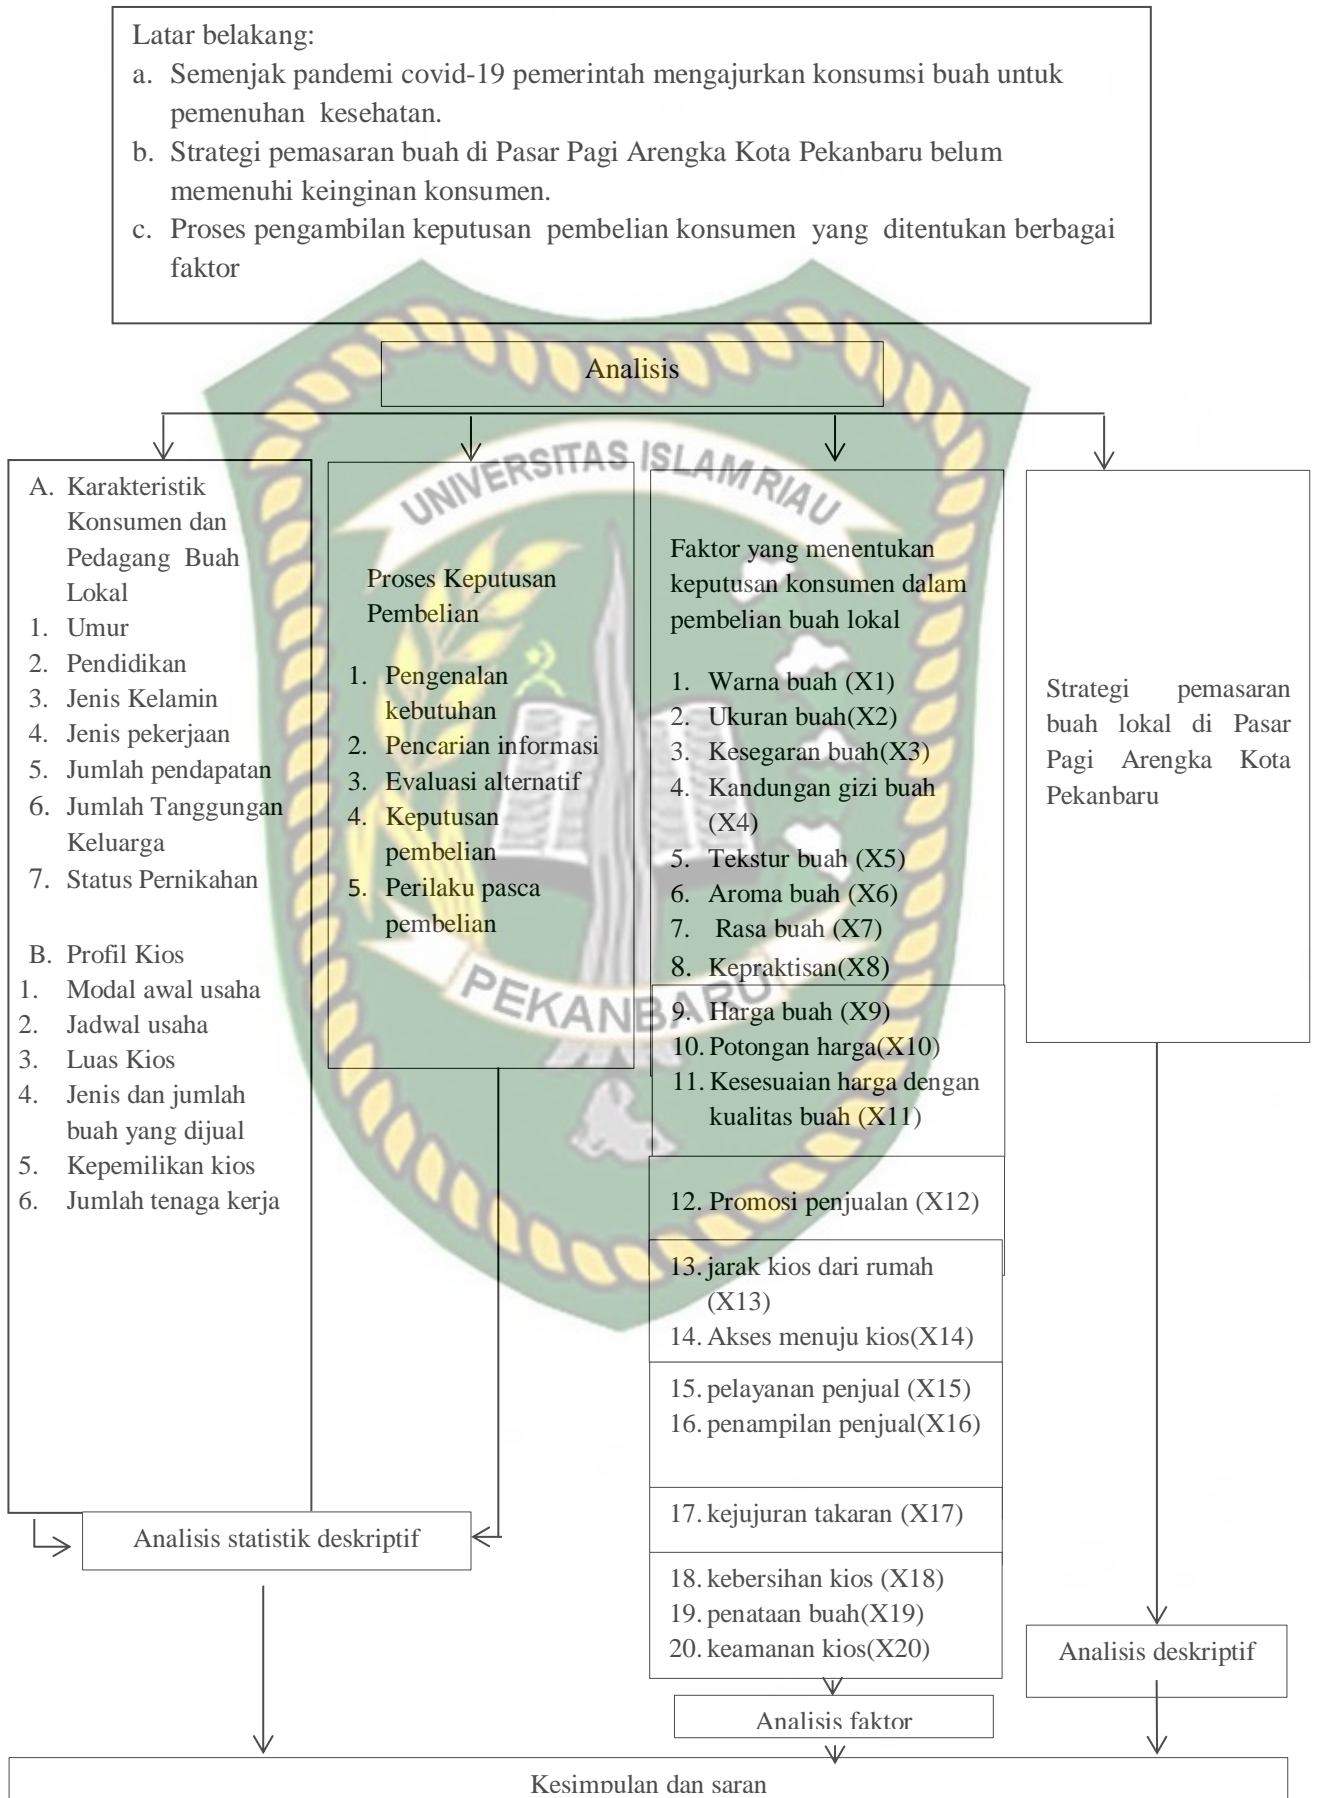 Latar belakang:
a. Semenjak pandemi covid-19 pemerintah mengajurkan konsumsi buah untuk
pemenuhan kesehatan.
b. Strategi pemasaran buah di Pasar Pagi Arengka Kota Pekanbaru belum
memenuhi keinginan konsumen.
c. Proses pengambilan keputusan pembelian konsumen yang ditentukan berbagai
faktor
Analisis
UNIVERSITAS ISLAM RIAU
PEKANBARU
A. Karakteristik
Konsumen dan
Pedagang Buah
Lokal
1. Umur
2. Pendidikan
3. Jenis Kelamin
4. Jenis pekerjaan
5. Jumlah pendapatan
6. Jumlah Tanggungan
Keluarga
7. Status Pernikahan
B. Profil Kios
1. Modal awal usaha
2. Jadwal usaha
3. Luas Kios
4. Jenis dan jumlah
buah yang dijual
5. Kepemilikan kios
6. Jumlah tenaga kerja
Proses Keputusan
Pembelian
1. Pengenalan
kebutuhan
2. Pencarian informasi
3. Evaluasi alternatif
4. Keputusan
pembelian
5. Perilaku pasca
pembelian
Faktor yang menentukan
keputusan konsumen dalam
pembelian buah lokal
1. Warna buah (X1)
2. Ukuran buah(X2)
3. Kesegaran buah(X3)
4. Kandungan gizi buah
(X4)
5. Tekstur buah (X5)
6. Aroma buah (X6)
7. Rasa buah (X7)
8. Kepraktisan(X8)
9. Harga buah (X9)
10. Potongan harga(X10)
11. Kesesuaian harga dengan
kualitas buah (X11)
12. Promosi penjualan (X12)
13. jarak kios dari rumah
(X13)
14. Akses menuju kios(X14)
15. pelayanan penjual (X15)
16. penampilan penjual(X16)
17. kejujuran takaran (X17)
18. kebersihan kios (X18)
19. penataan buah(X19)
20. keamanan kios(X20)
Strategi pemasaran
buah lokal di Pasar
Pagi Arengka Kota
Pekanbaru
Analisis statistik deskriptif
Analisis faktor
Analisis deskriptif
Kesimpulan dan saran